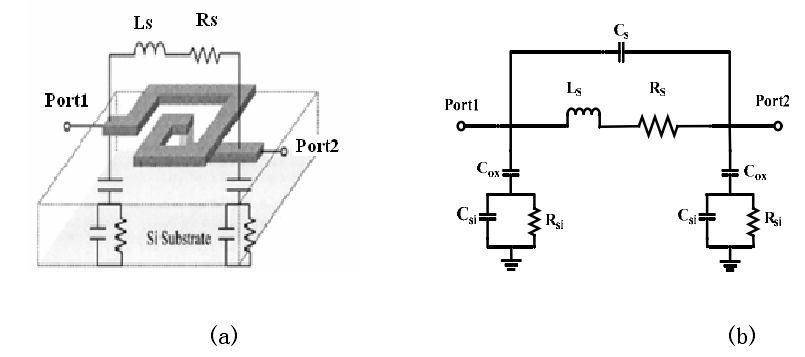 Ls Rs
Port1
Port2
Si Substrate
(a)
Cs
Ls Rs
Port1 Port2
Cox Cox
Csi Rsi Csi Rsi
(b)